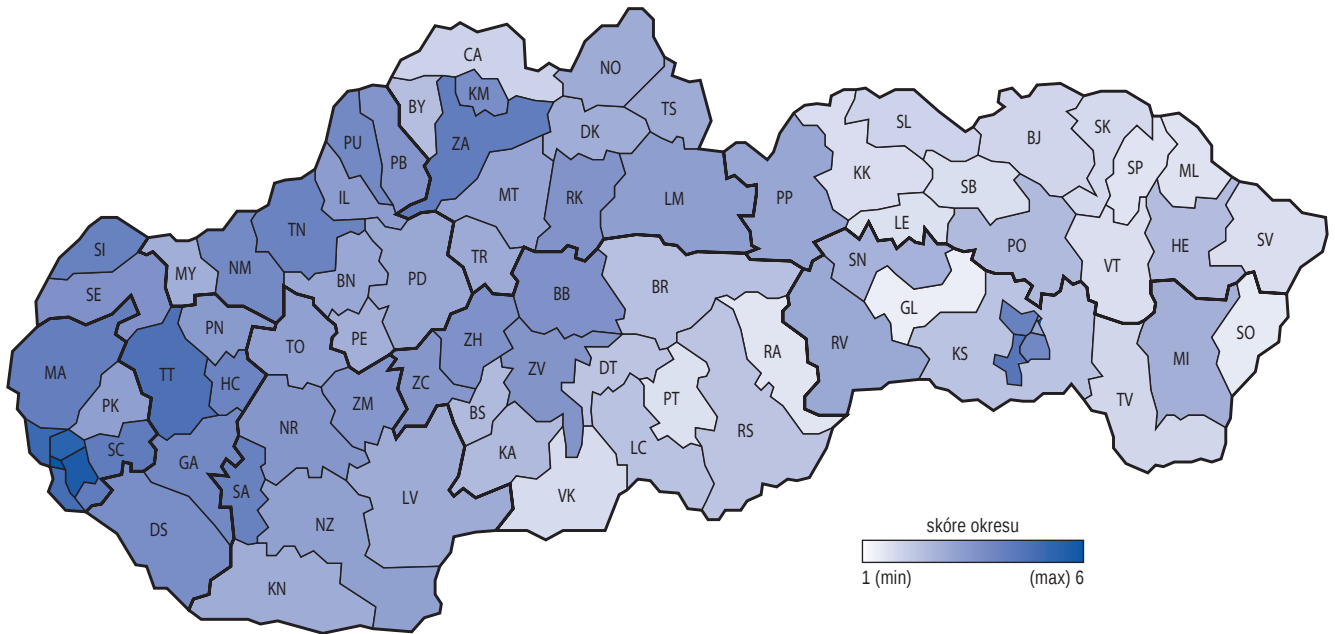 CA
NO
KM
BY
TS
DK
PU
ZA
PB
SL
BJ
SK
SP
ML
KK
SB
IL
MT
RK
LM
PP
LE
TN
PO
HE
SV
SI
MY
NM
BN
PD
TR
SN
VT
SE
BB
BR
GL
PN
PE
ZH
TO
RV
KS
RA
MI
SO
MA
TT
HC
ZC
ZV
DT
PK
ZM
BS
PT
TV
NR
RS
SC
GA
KA
LC
SA
LV
VK
DS
NZ
KN
skóre okresu
1 (min)
(max) 6